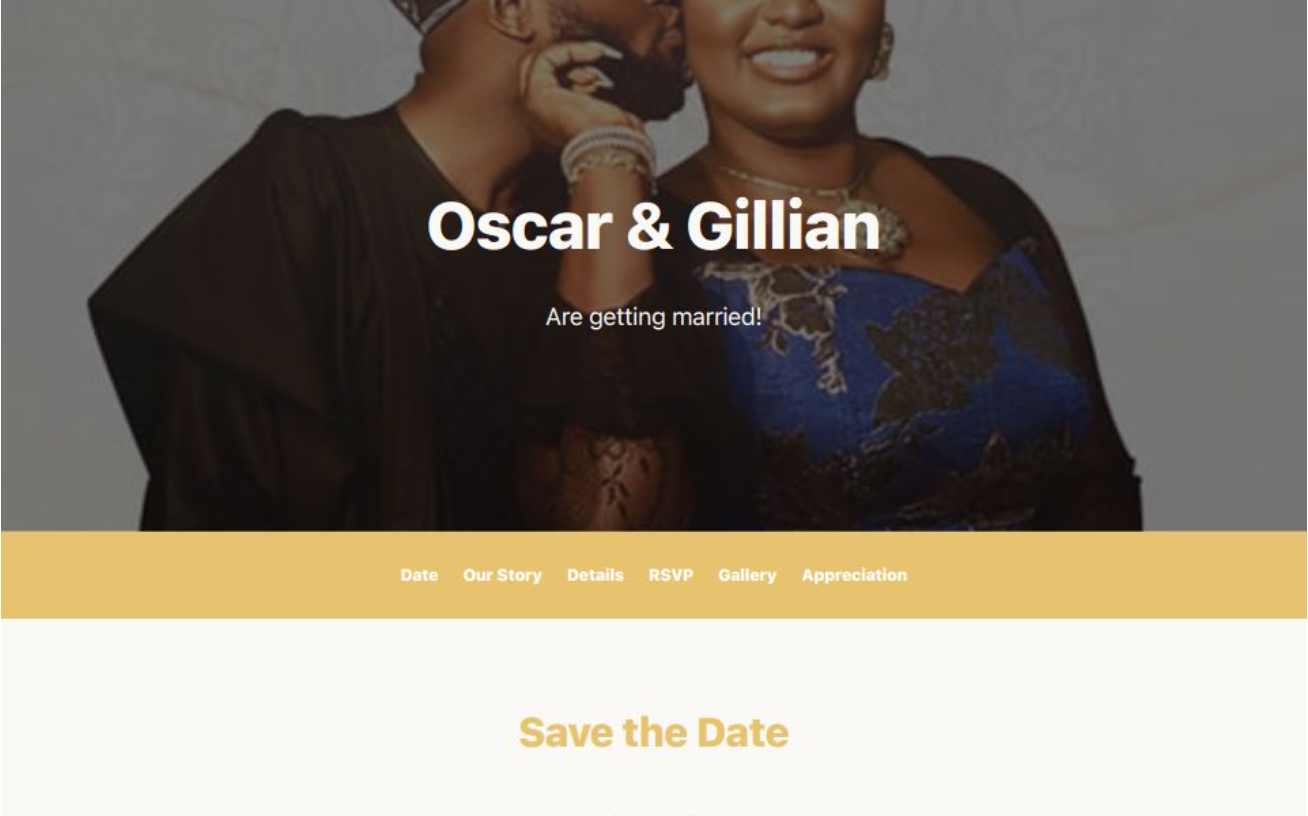 Oscar & Gillian
Are getting married!
Date Our Story Details RSVP Gallery Appreciation
Save the Date